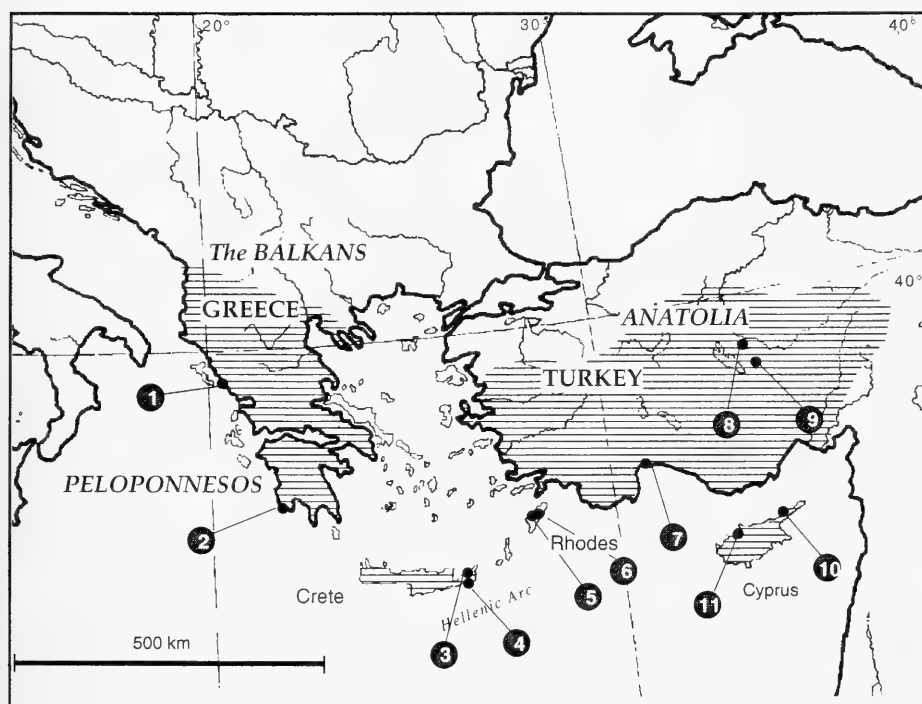 20°
30°
40°
The BALKANS
GREECE
40°
ANATOLIA
TURKEY
1
8
9
PELOPONNESOS
2
Rhodes
7
6
10
5
Crete
Hellenic Arc
11
Cyprus
500 km
3
4